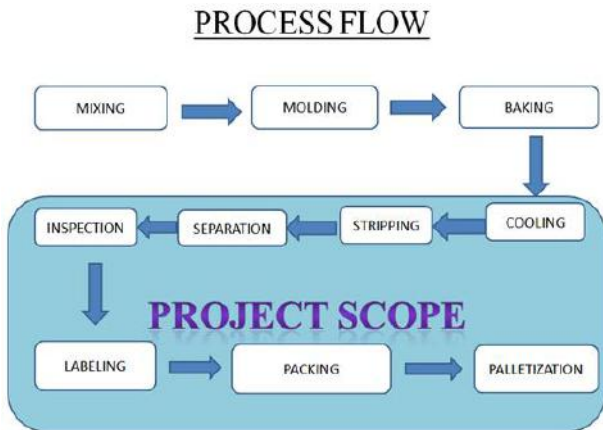 PROCESS FLOW
MIXING
MOLDING
BAKING
COOLING
STRIPPING
SEPARATION
INSPECTION
PROJECT SCOPE
LABELING
PACKING
PALLETIZATION